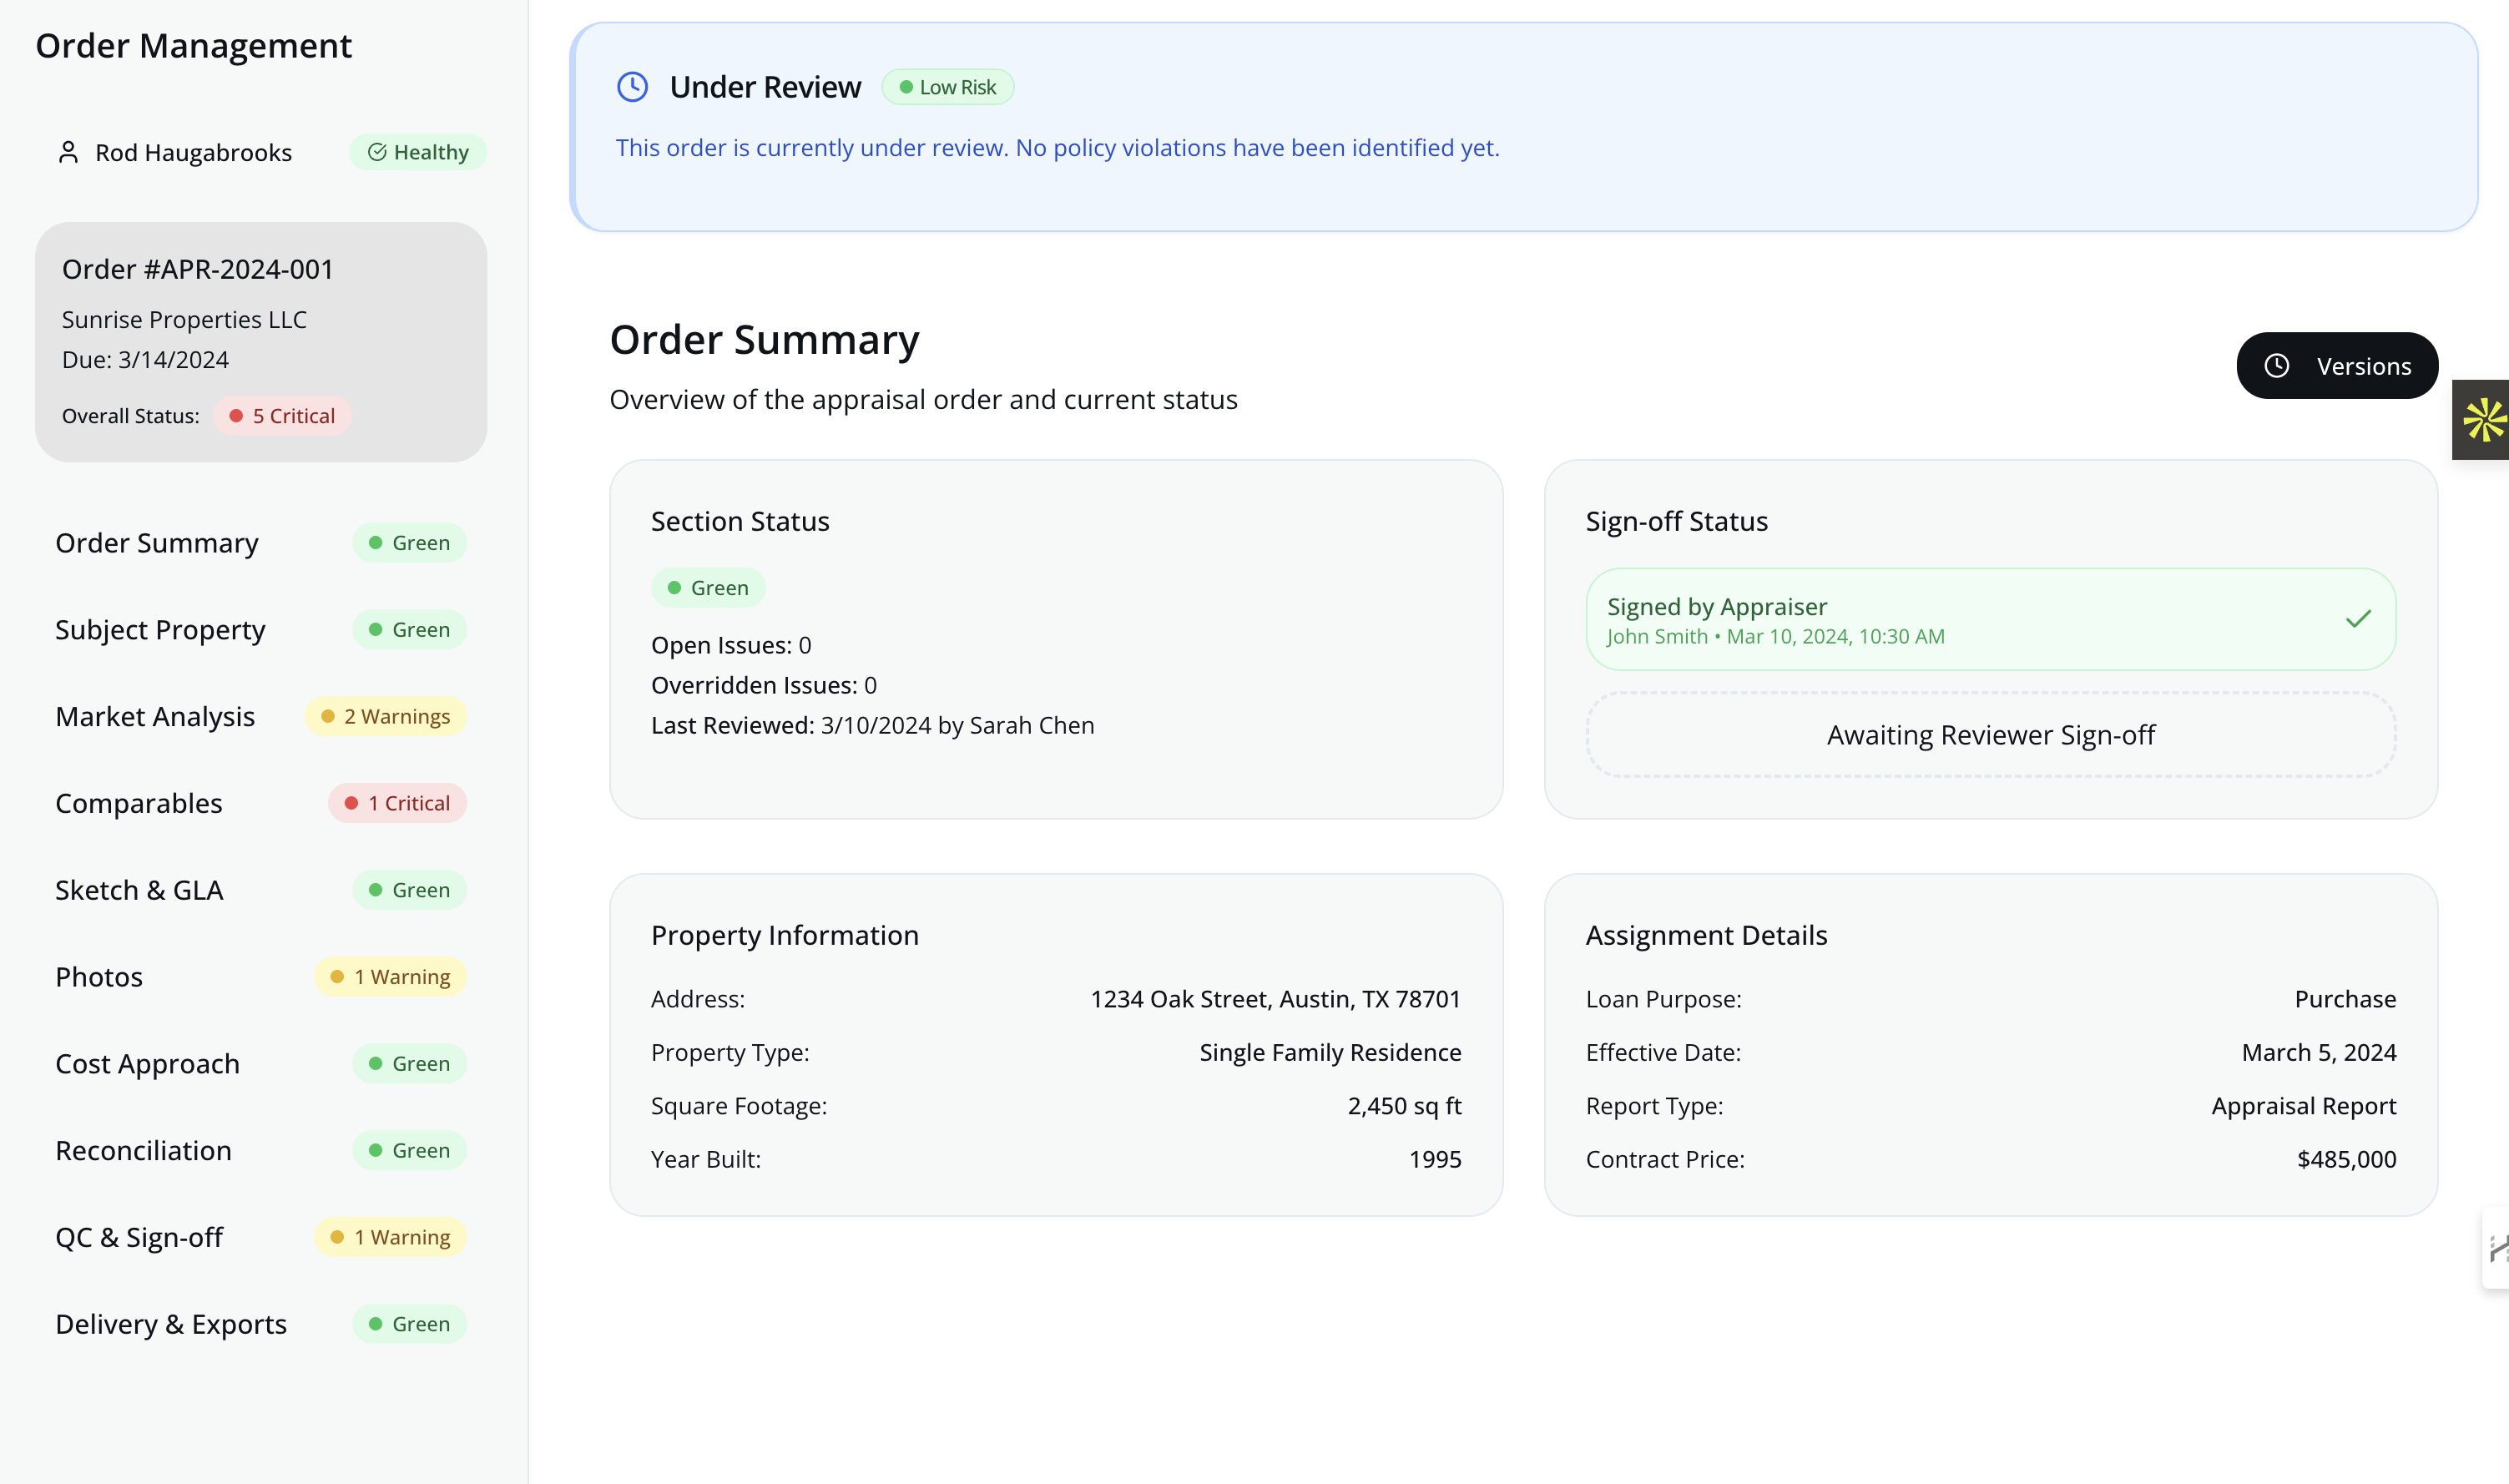 Order Management
Rod Haugabrooks
Healthy
Order #APR-2024-001
Sunrise Properties LLC
Due: 3/14/2024
Overall Status: 5 Critical
Order Summary Green
Subject Property Green
Market Analysis 2 Warnings
Comparables 1 Critical
Sketch & GLA Green
Photos 1 Warning
Cost Approach Green
Reconciliation Green
QC & Sign-off 1 Warning
Delivery & Exports Green
Under Review Low Risk
This order is currently under review. No policy violations have been identified yet.
Order Summary
Overview of the appraisal order and current status
Versions
Section Status
Green
Open Issues: 0
Overridden Issues: 0
Last Reviewed: 3/10/2024 by Sarah Chen
Sign-off Status
Signed by Appraiser
John Smith • Mar 10, 2024, 10:30 AM
Awaiting Reviewer Sign-off
Property Information
Address: 1234 Oak Street, Austin, TX 78701
Property Type: Single Family Residence
Square Footage: 2,450 sq ft
Year Built: 1995
Assignment Details
Loan Purpose: Purchase
Effective Date: March 5, 2024
Report Type: Appraisal Report
Contract Price: $485,000